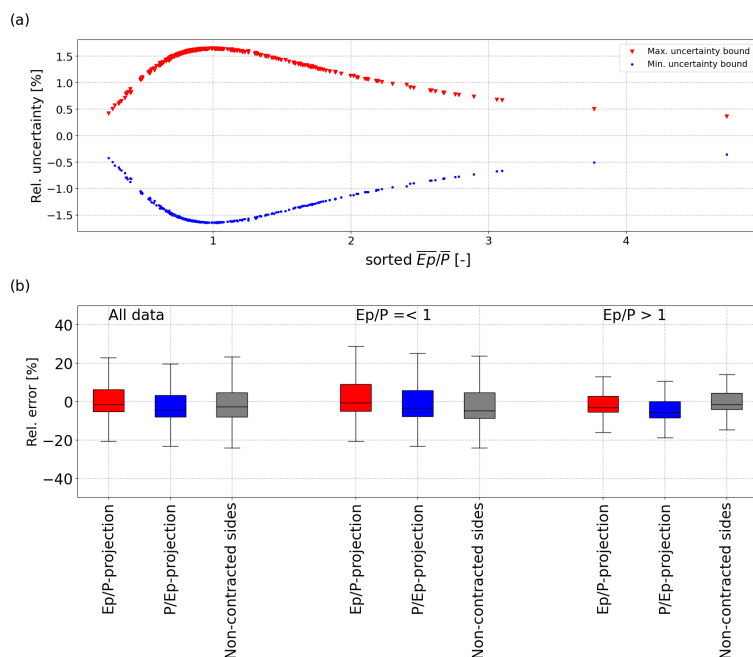 (a)
Rel. uncertainty [%]
1.5
1.0
0.5
0.0
−0.5
−1.0
−1.5
Max. uncertainty bound
Min. uncertainty bound
1 2 3 4
sorted Ep/P [-]
(b)
Rel. error [%]
40
20
0
−20
−40
All data
Ep/P =< 1
Ep/P > 1
Ep/P-projection
P/Ep-projection
Non-contracted sides
Ep/P-projection
P/Ep-projection
Non-contracted sides
Ep/P-projection
P/Ep-projection
Non-contracted sides